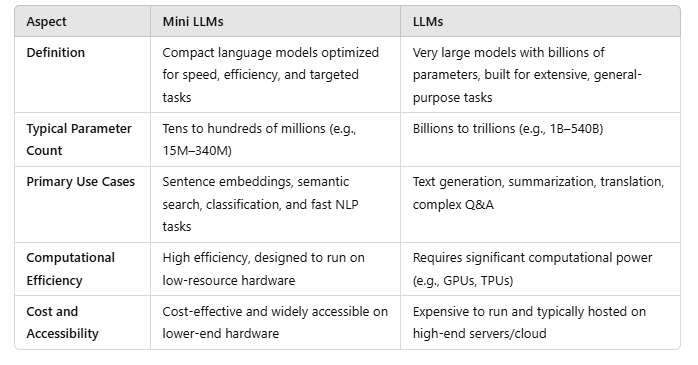 Aspect Mini LLMs LLMs
Definition Compact language models optimized Very large models with billions of
for speed, efficiency, and targeted parameters, built for extensive, general-
tasks purpose tasks
Typical Parameter Tens to hundreds of millions (e.g., Billions to trillions (e.g., 1B–540B)
Count 15M–340M)
Primary Use Cases Sentence embeddings, semantic Text generation, summarization, translation,
search, classification, and fast NLP complex Q&A
tasks
Computational High efficiency, designed to run on Requires significant computational power
Efficiency low-resource hardware (e.g., GPUs, TPUs)
Cost and Cost-effective and widely accessible on Expensive to run and typically hosted on
Accessibility lower-end hardware high-end servers/cloud